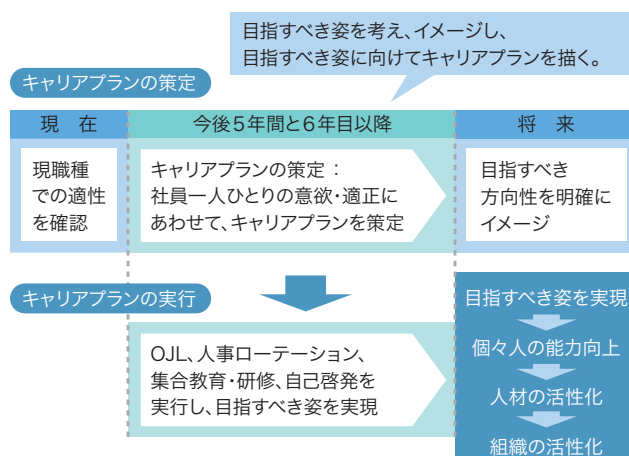 目指すべき姿を考え、イメージし、
目指すべき姿に向けてキャリアプランを描く。
キャリアプランの策定
現 在
今後5年間と6年目以降
将 来
現職種
での適性
を確認
キャリアプランの策定：
社員一人ひとりの意欲・適正に
あわせて、キャリアプランを策定
目指すべき
方向性を明確に
イメージ
キャリアプランの実行
OJL、人事ローテーション、
集合教育・研修、自己啓発を
実行し、目指すべき姿を実現
目指すべき姿を実現
個々人の能力向上
人材の活性化
組織の活性化